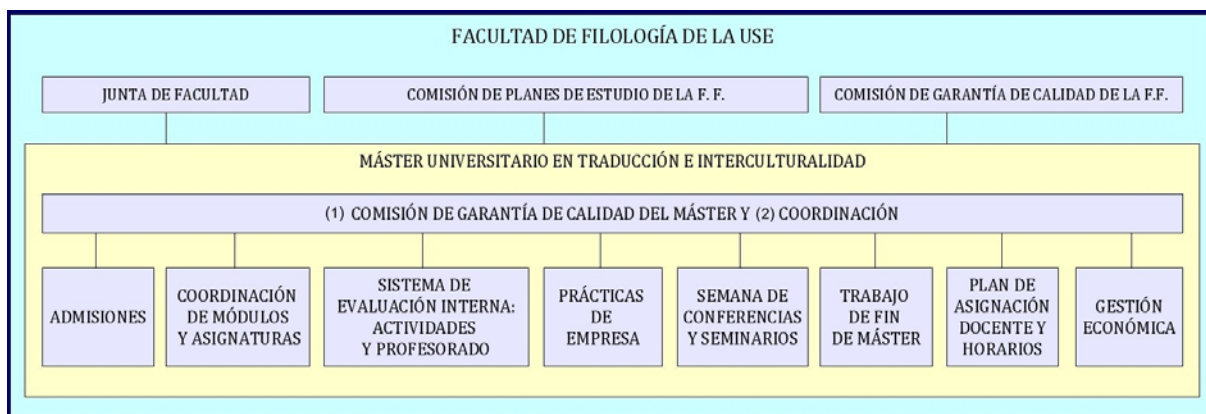 FACULTAD DE FILOLOGÍA DE LA USE
JUNTA DE FACULTAD
COMISIÓN DE PLANES DE ESTUDIO DE LA F. F.
COMISIÓN DE GARANTÍA DE CALIDAD DE LA F.F.
MÁSTER UNIVERSITARIO EN TRADUCCIÓN E INTERCULTURALIDAD
(1) COMISIÓN DE GARANTÍA DE CALIDAD DEL MÁSTER Y (2) COORDINACIÓN
ADMISIONES
COORDINACIÓN
DE MÓDULOS
Y ASIGNATURAS
SISTEMA DE
EVALUACIÓN INTERNA:
ACTIVIDADES
Y PROFESORADO
PRÁCTICAS
DE
EMPRESA
SEMANA DE
CONFERENCIAS
Y SEMINARIOS
TRABAJO
DE FIN
DE MÁSTER
PLAN DE
ASIGNACIÓN
DOCENTE Y
HORARIOS
GESTIÓN
ECONÓMICA